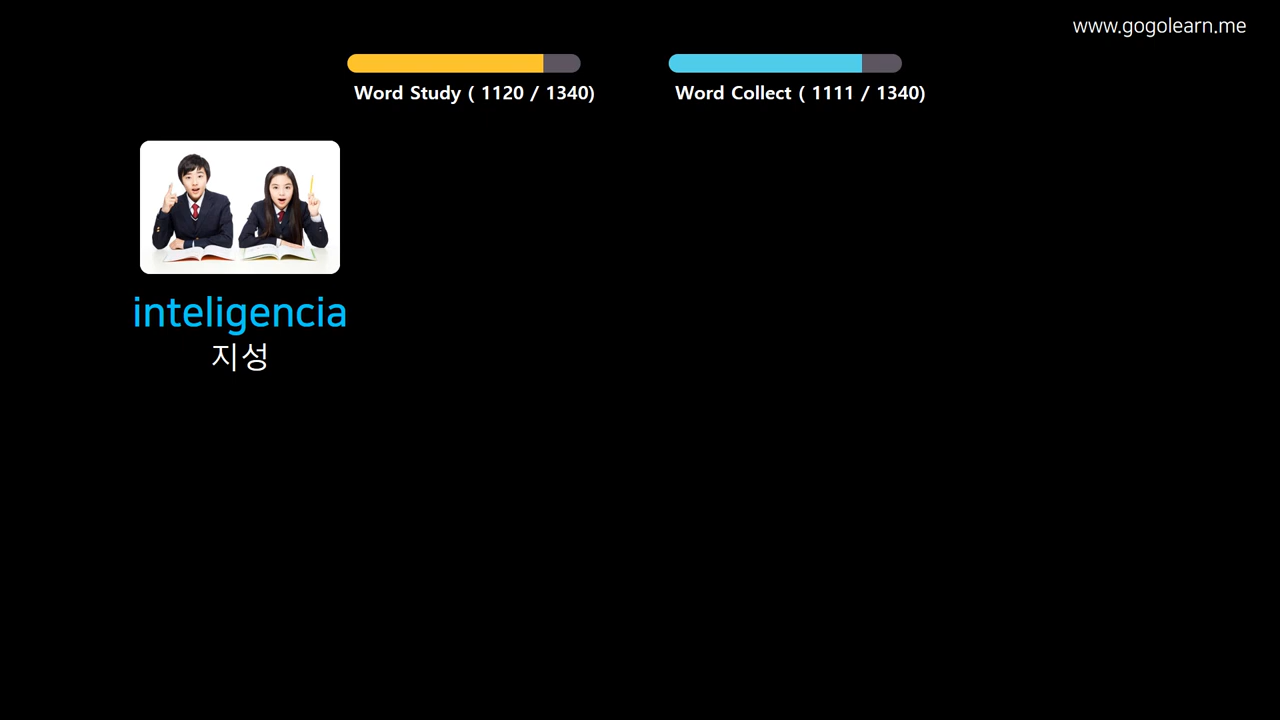 www.gogolearn.me
Word Study ( 1120 / 1340)
Word Collect ( 1111 / 1340)
inteligencia
지성